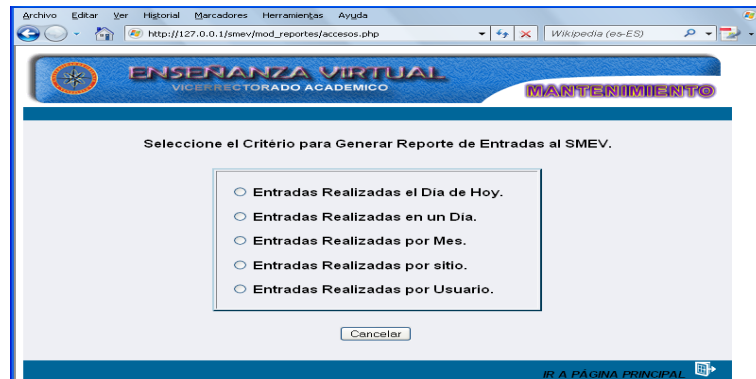 Archivo Editar Ver Historial Marcadores Herramientas Ayuda
http://127.0.0.1/smev/mod_reportes/accesos.php Wikipedia (es-ES)
ENSEÑANZA VIRTUAL
VICERRECTORADO ACADEMICO
MANTENIMIENTO
Seleccione el Critério para Generar Reporte de Entradas al SMEV.
Entradas Realizadas el Día de Hoy.
Entradas Realizadas en un Día.
Entradas Realizadas por Mes.
Entradas Realizadas por sitio.
Entradas Realizadas por Usuario.
Cancelar
IR A PÁGINA PRINCIPAL